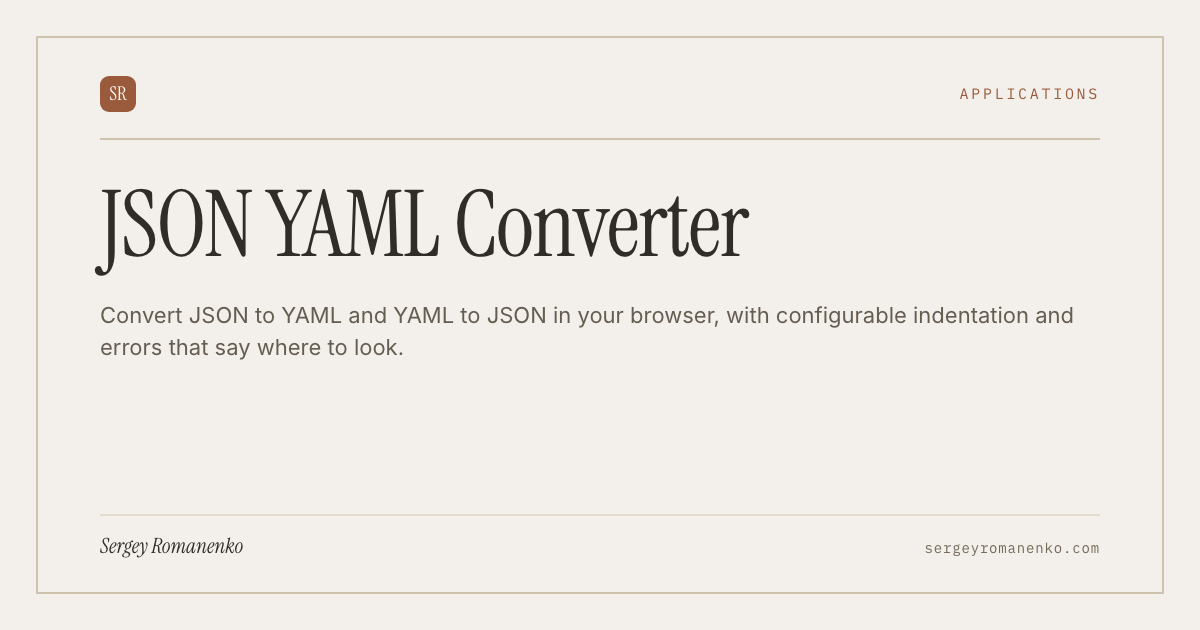 SR
APPLICATIONS
JSON YAML Converter
Convert JSON to YAML and YAML to JSON in your browser, with configurable indentation and
errors that say where to look.
Sergey Romanenko
sergeyromanenko.com